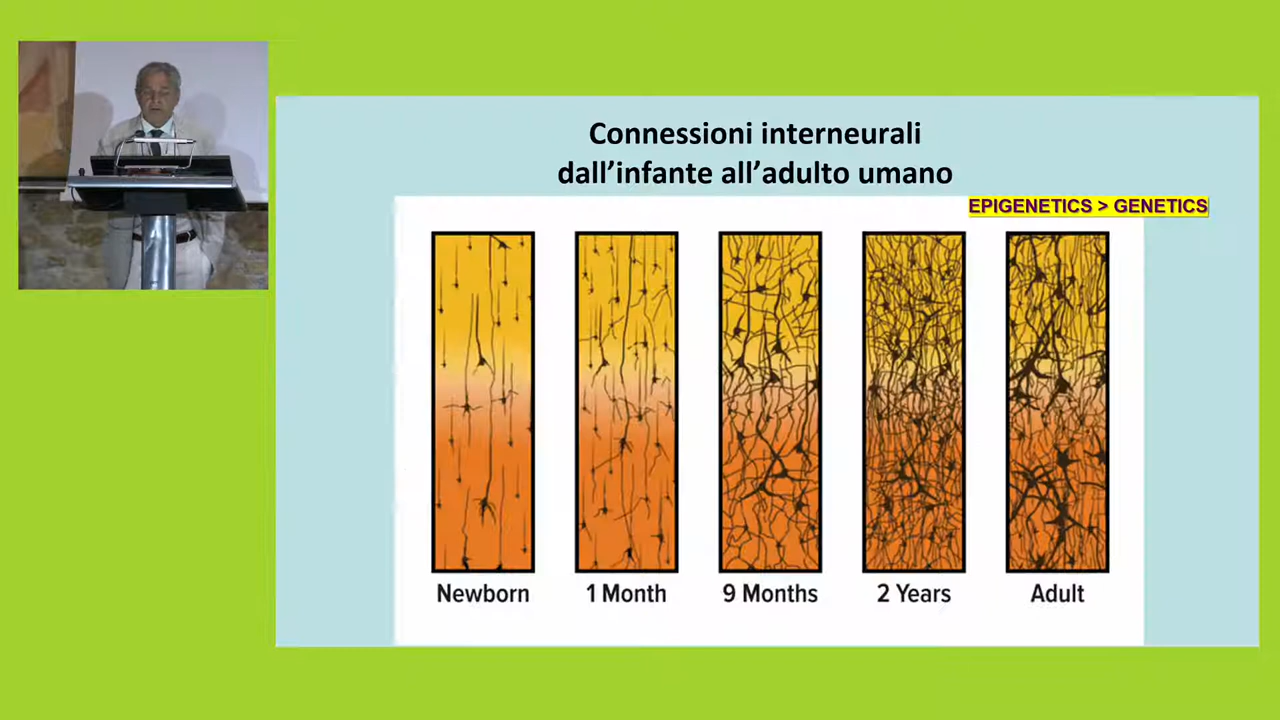 Connessioni interneurali
dall’infante all’adulto umano
EPIGENETICS > GENETICS
Newborn
1 Month
9 Months
2 Years
Adult